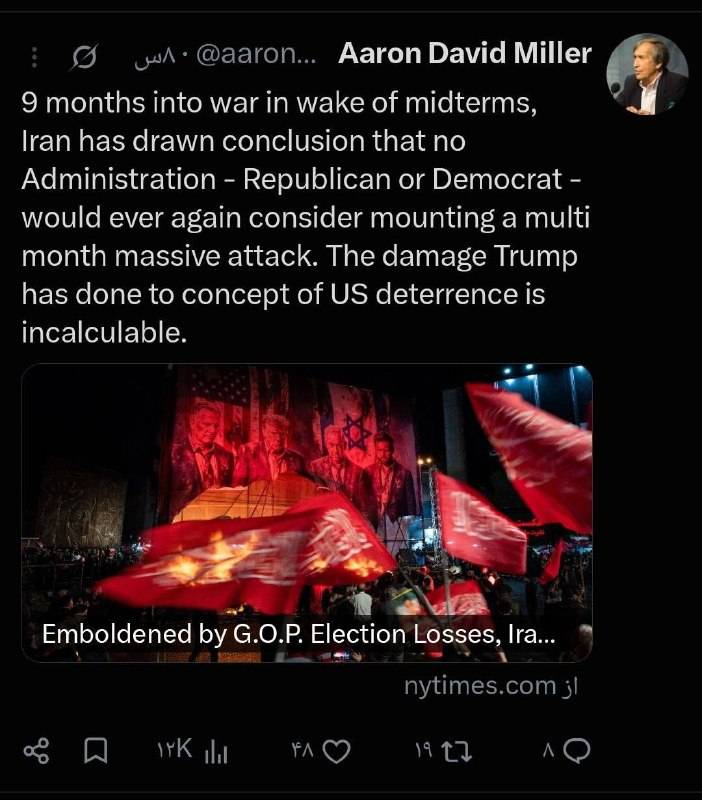 Aaron David Miller @aaron... · ۸س
9 months into war in wake of midterms,
Iran has drawn conclusion that no
Administration - Republican or Democrat -
would ever again consider mounting a multi
month massive attack. The damage Trump
has done to concept of US deterrence is
incalculable.
Emboldened by G.O.P. Election Losses, Ira...
از nytimes.com
۸
۱۹
۴۸
۱۲K